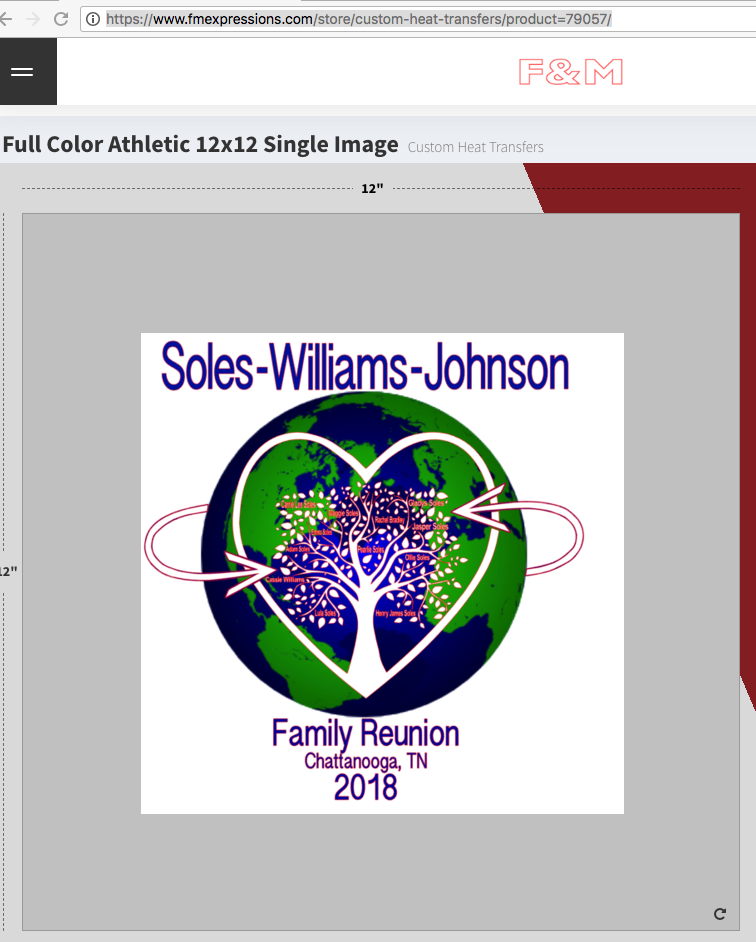 https://www.fmexpressions.com/store/custom-heat-transfers/product=79057/
F&M
Full Color Athletic 12x12 Single Image Custom Heat Transfers
12"
12"
Soles-Williams-Johnson
Carrie Lee Soles
Maggie Soles
Rachel Bradley
Gladys Soles
Jasper Soles
Adam Soles
Pearlie Soles
Ollie Soles
Cassie Williams
Lula Soles
Henry James Soles
Family Reunion
Chattanooga, TN
2018